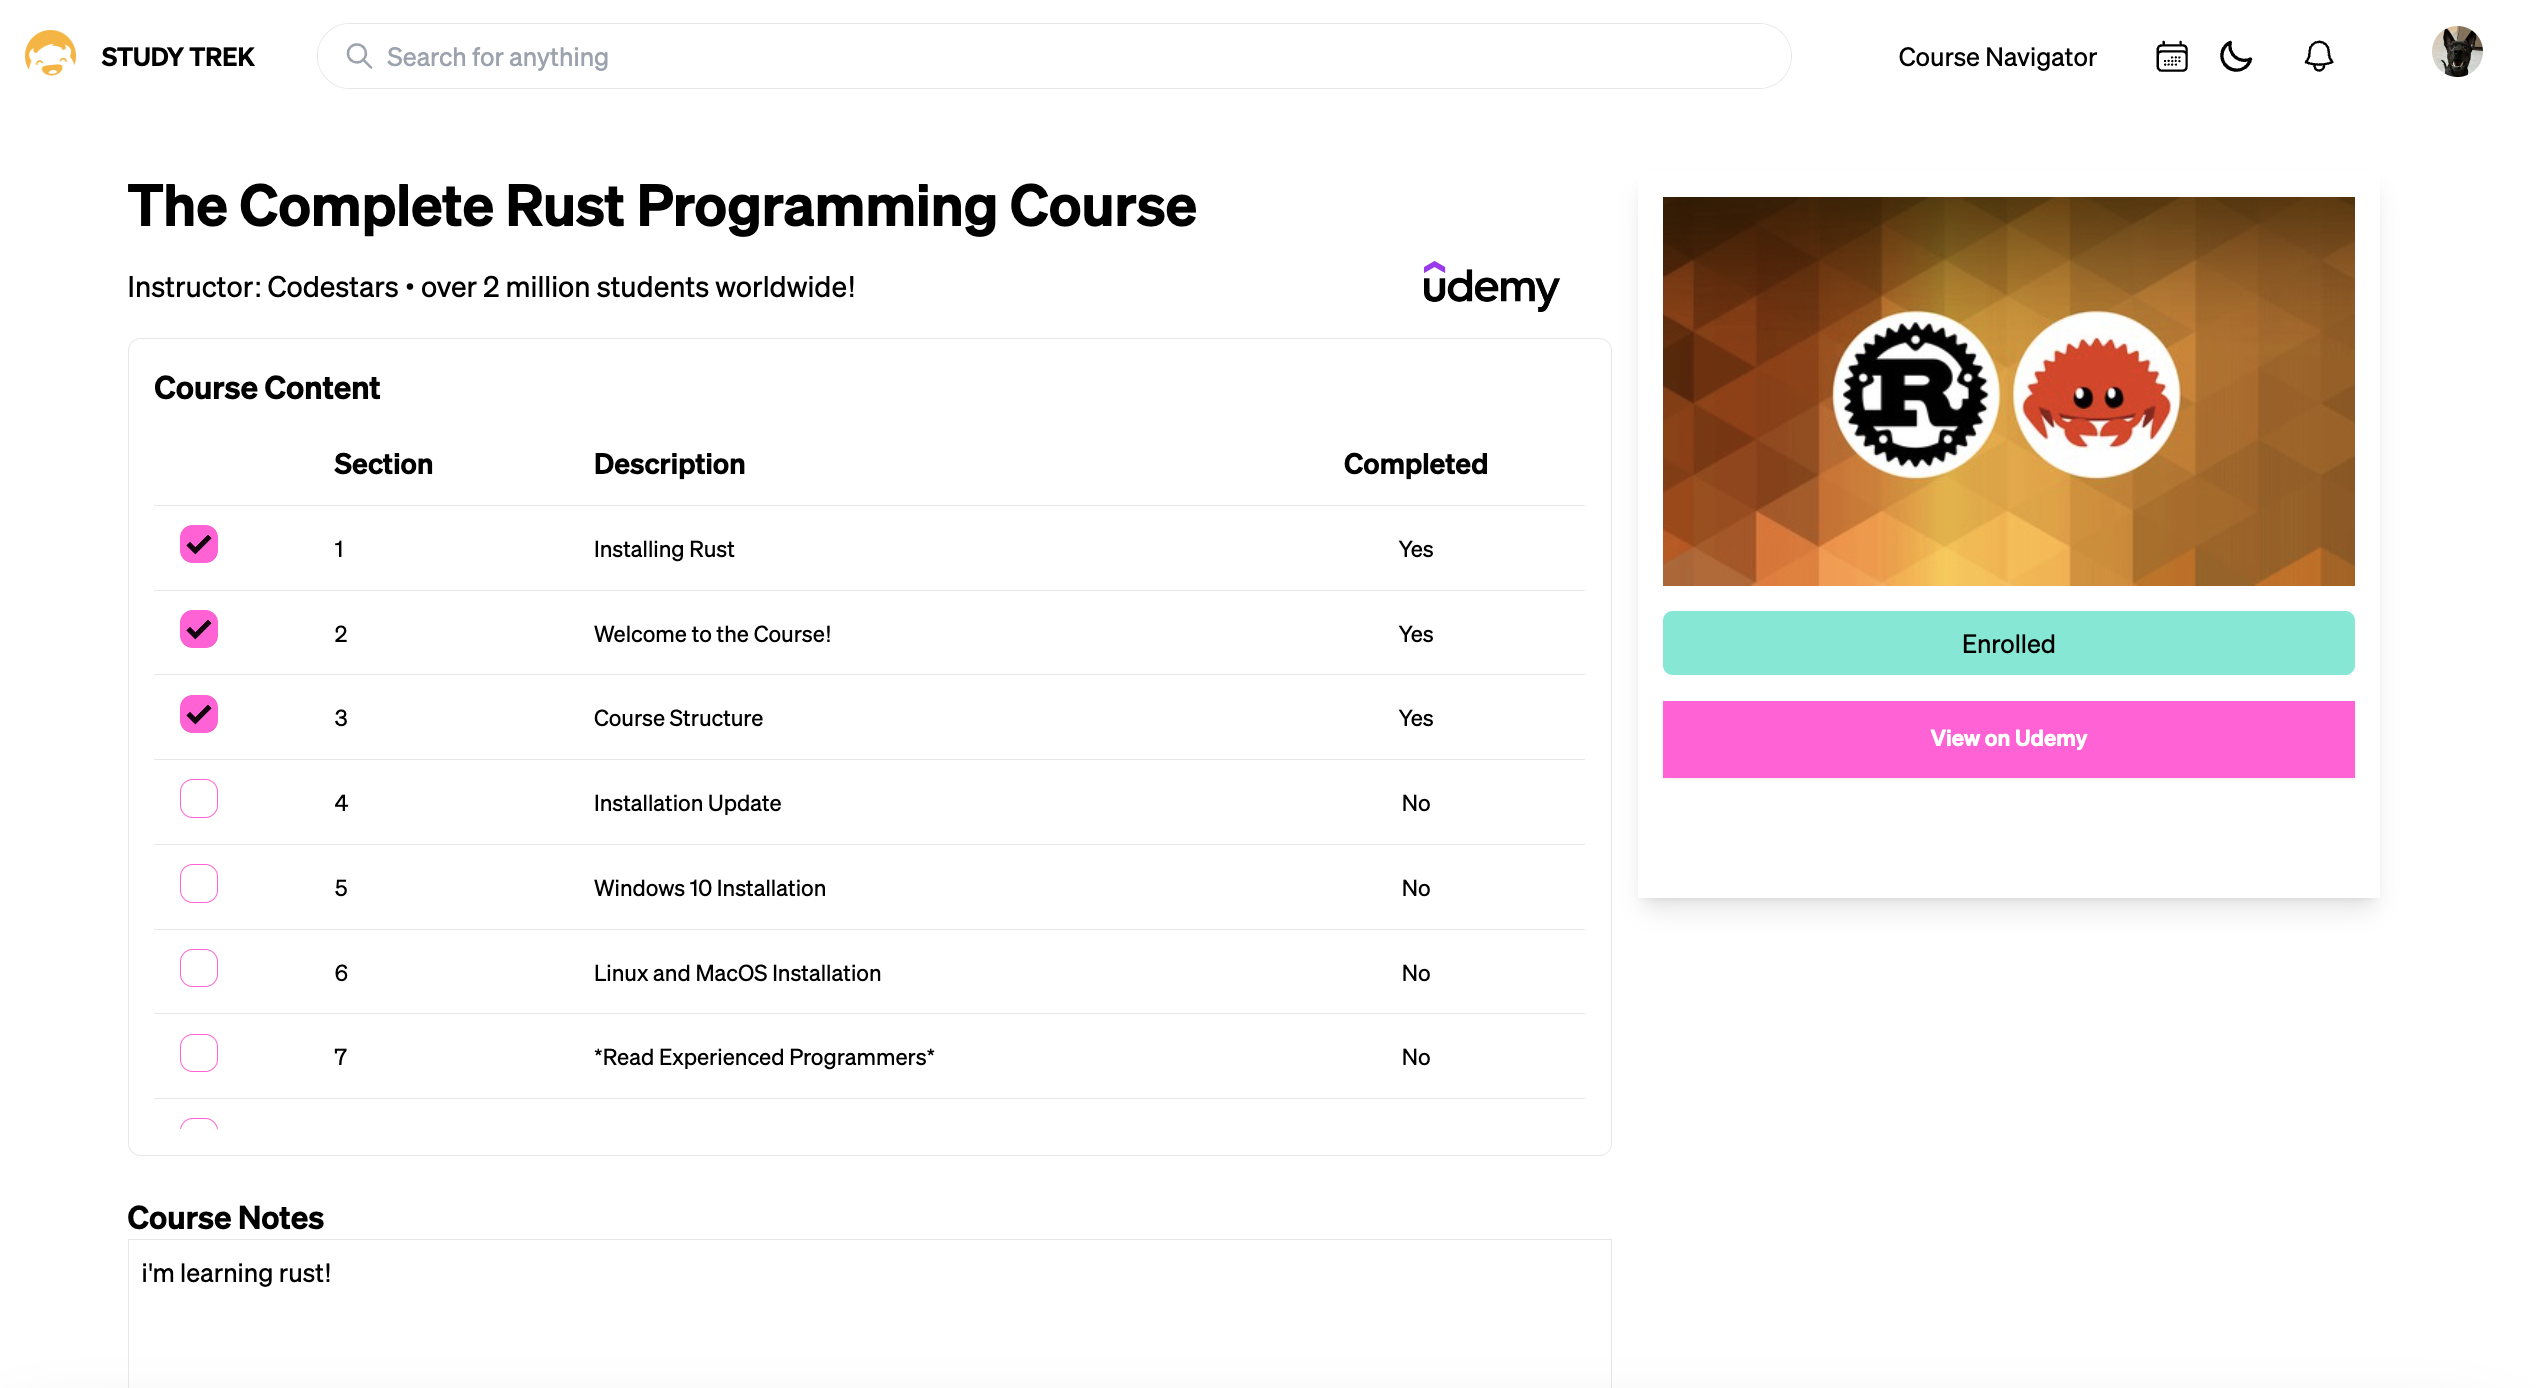 STUDY TREK
Search for anything
Course Navigator
The Complete Rust Programming Course
Instructor: Codestars • over 2 million students worldwide!
udemy
Course Content
Section Description Completed
1 Installing Rust Yes
2 Welcome to the Course! Yes
3 Course Structure Yes
4 Installation Update No
5 Windows 10 Installation No
6 Linux and MacOS Installation No
7 *Read Experienced Programmers* No
Course Notes
i'm learning rust!
R
Enrolled
View on Udemy